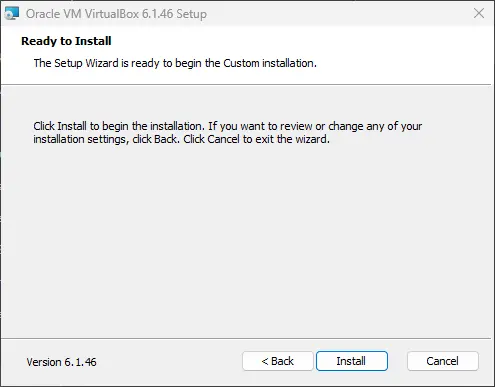 Oracle VM VirtualBox 6.1.46 Setup
Ready to Install
The Setup Wizard is ready to begin the Custom installation.
Click Install to begin the installation. If you want to review or change any of your
installation settings, click Back. Click Cancel to exit the wizard.
Version 6.1.46
< Back
Install
Cancel